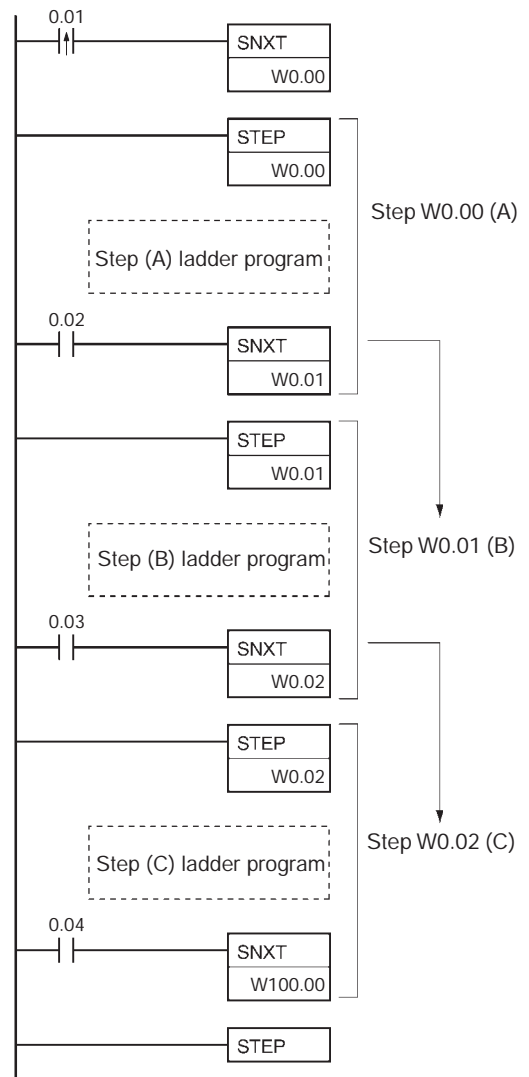 0.01
SNXT
W0.00
STEP
W0.00
Step W0.00 (A)
Step (A) ladder program
0.02
SNXT
W0.01
STEP
W0.01
Step W0.01 (B)
Step (B) ladder program
0.03
SNXT
W0.02
STEP
W0.02
Step W0.02 (C)
Step (C) ladder program
0.04
SNXT
W100.00
STEP